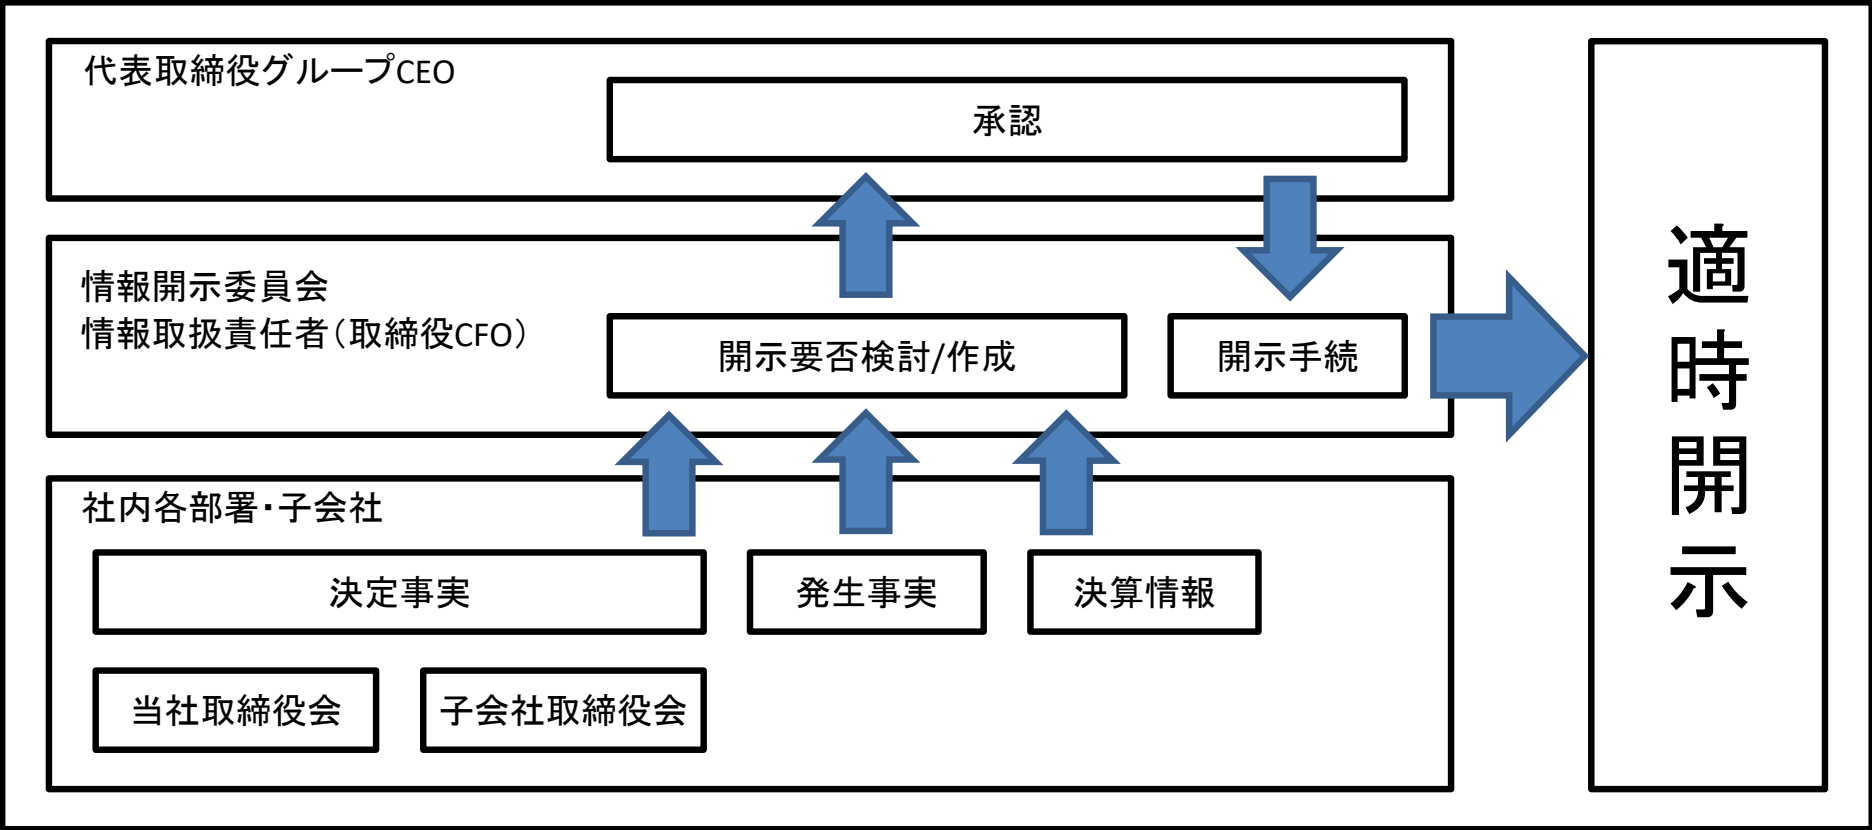 代表取締役グループCEO
承認
情報開示委員会
情報取扱責任者（取締役CFO）
開示要否検討/作成
開示手続
社内各部署・子会社
決定事実
発生事実
決算情報
当社取締役会
子会社取締役会
適時開示